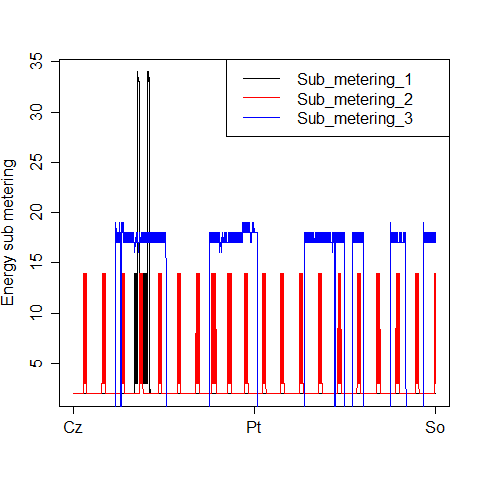 Sub_metering_1
Sub_metering_2
Sub_metering_3
Energy sub metering
35
30
25
20
15
10
5
Cz Pt So